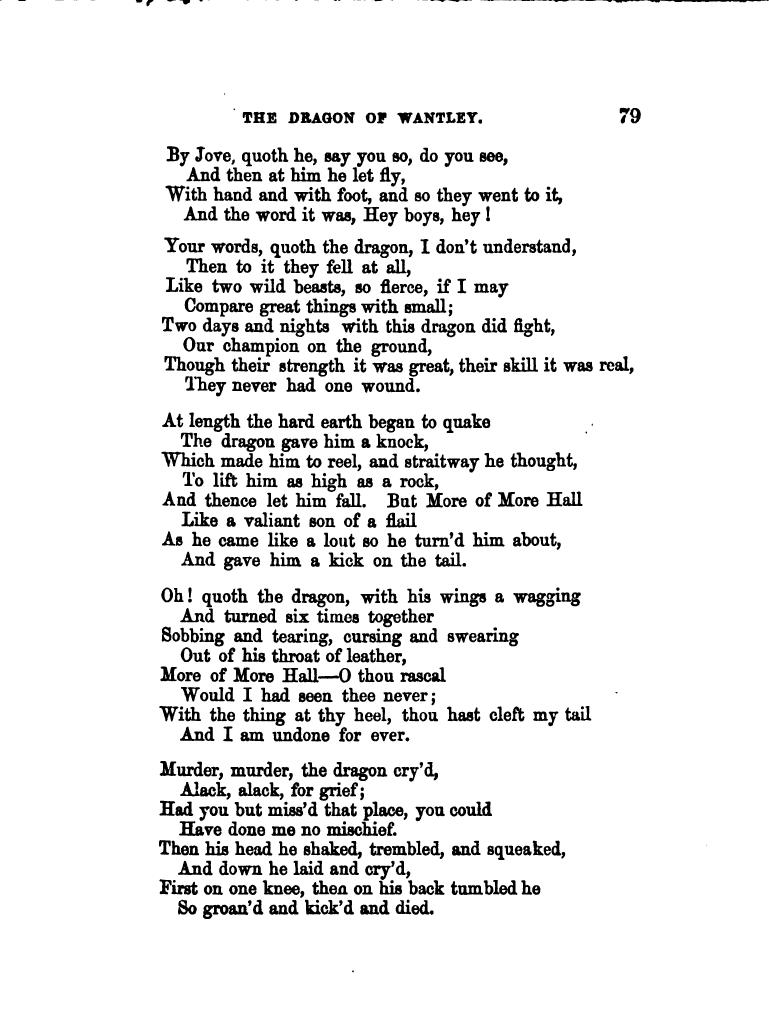 THE DRAGON OF WANTLEY. 79
By Jove, quoth he, say you so, do you see,
And then at him he let fly,
With hand and with foot, and so they went to it,
And the word it was, Hey boys, hey!
Your words, quoth the dragon, I don't understand,
Then to it they fell at all,
Like two wild beasts, so fierce, if I may
Compare great things with small;
Two days and nights with this dragon did fight,
Our champion on the ground,
Though their strength it was great, their skill it was real,
They never had one wound.
At length the hard earth began to quake
The dragon gave him a knock,
Which made him to reel, and straitway he thought,
To lift him as high as a rock,
And thence let him fall. But More of More Hall
Like a valiant son of a flail
As he came like a lout so he turn'd him about,
And gave him a kick on the tail.
Oh! quoth the dragon, with his wings a wagging
And turned six times together
Sobbing and tearing, cursing and swearing
Out of his throat of leather,
More of More Hall—O thou rascal
Would I had seen thee never;
With the thing at thy heel, thou hast cleft my tail
And I am undone for ever.
Murder, murder, the dragon cry'd,
Alack, alack, for grief;
Had you but miss'd that place, you could
Have done me no mischief.
Then his head he shaked, trembled, and squeaked,
And down he laid and cry'd,
First on one knee, then on his back tumbled he
So groan'd and kick'd and died.